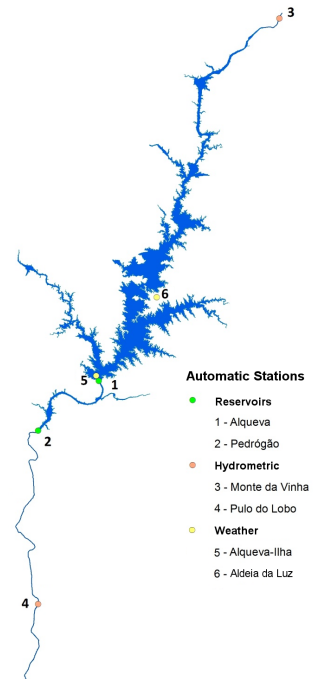 3
6
5
1
2
4
Automatic Stations
Reservoirs
1 - Alqueva
2 - Pedrógão
Hydrometric
3 - Monte da Vinha
4 - Pulo do Lobo
Weather
5 - Alqueva-Ilha
6 - Aldeia da Luz